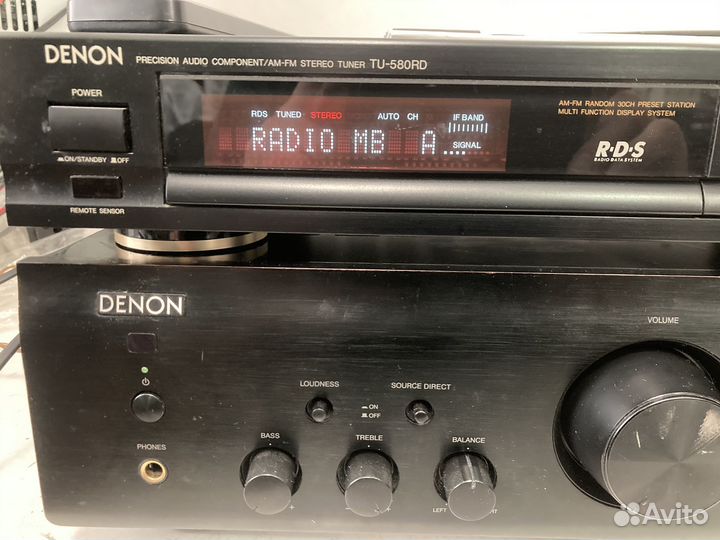 DENON PRECISION AUDIO COMPONENT/AM-FM STEREO TUNER TU-580RD
POWER
ON/STANDBY OFF
REMOTE SENSOR
RDS TUNED STEREO AUTO CH IF BAND
RADIO MB A
SIGNAL
AM-FM RANDOM 30CH PRESET STATION
MULTI FUNCTION DISPLAY SYSTEM
R·D·S
RADIO DATA SYSTEM
DENON
VOLUME
LOUDNESS
ON
OFF
SOURCE DIRECT
PHONES
BASS
TREBLE
BALANCE
- +
- +
LEFT
Avito